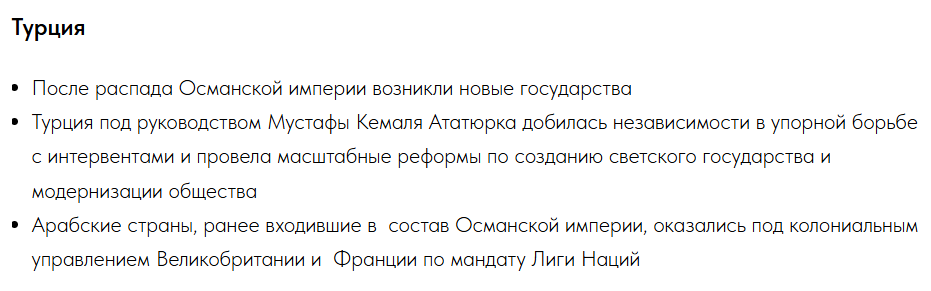 Турция
• После распада Османской империи возникли новые государства
• Турция под руководством Мустафы Кемаля Ататюрка добилась независимости в упорной борьбе
с интервентами и провела масштабные реформы по созданию светского государства и
модернизации общества
• Арабские страны, ранее входившие в  состав Османской империи, оказались под колониальным
управлением Великобритании и  Франции по мандату Лиги Наций